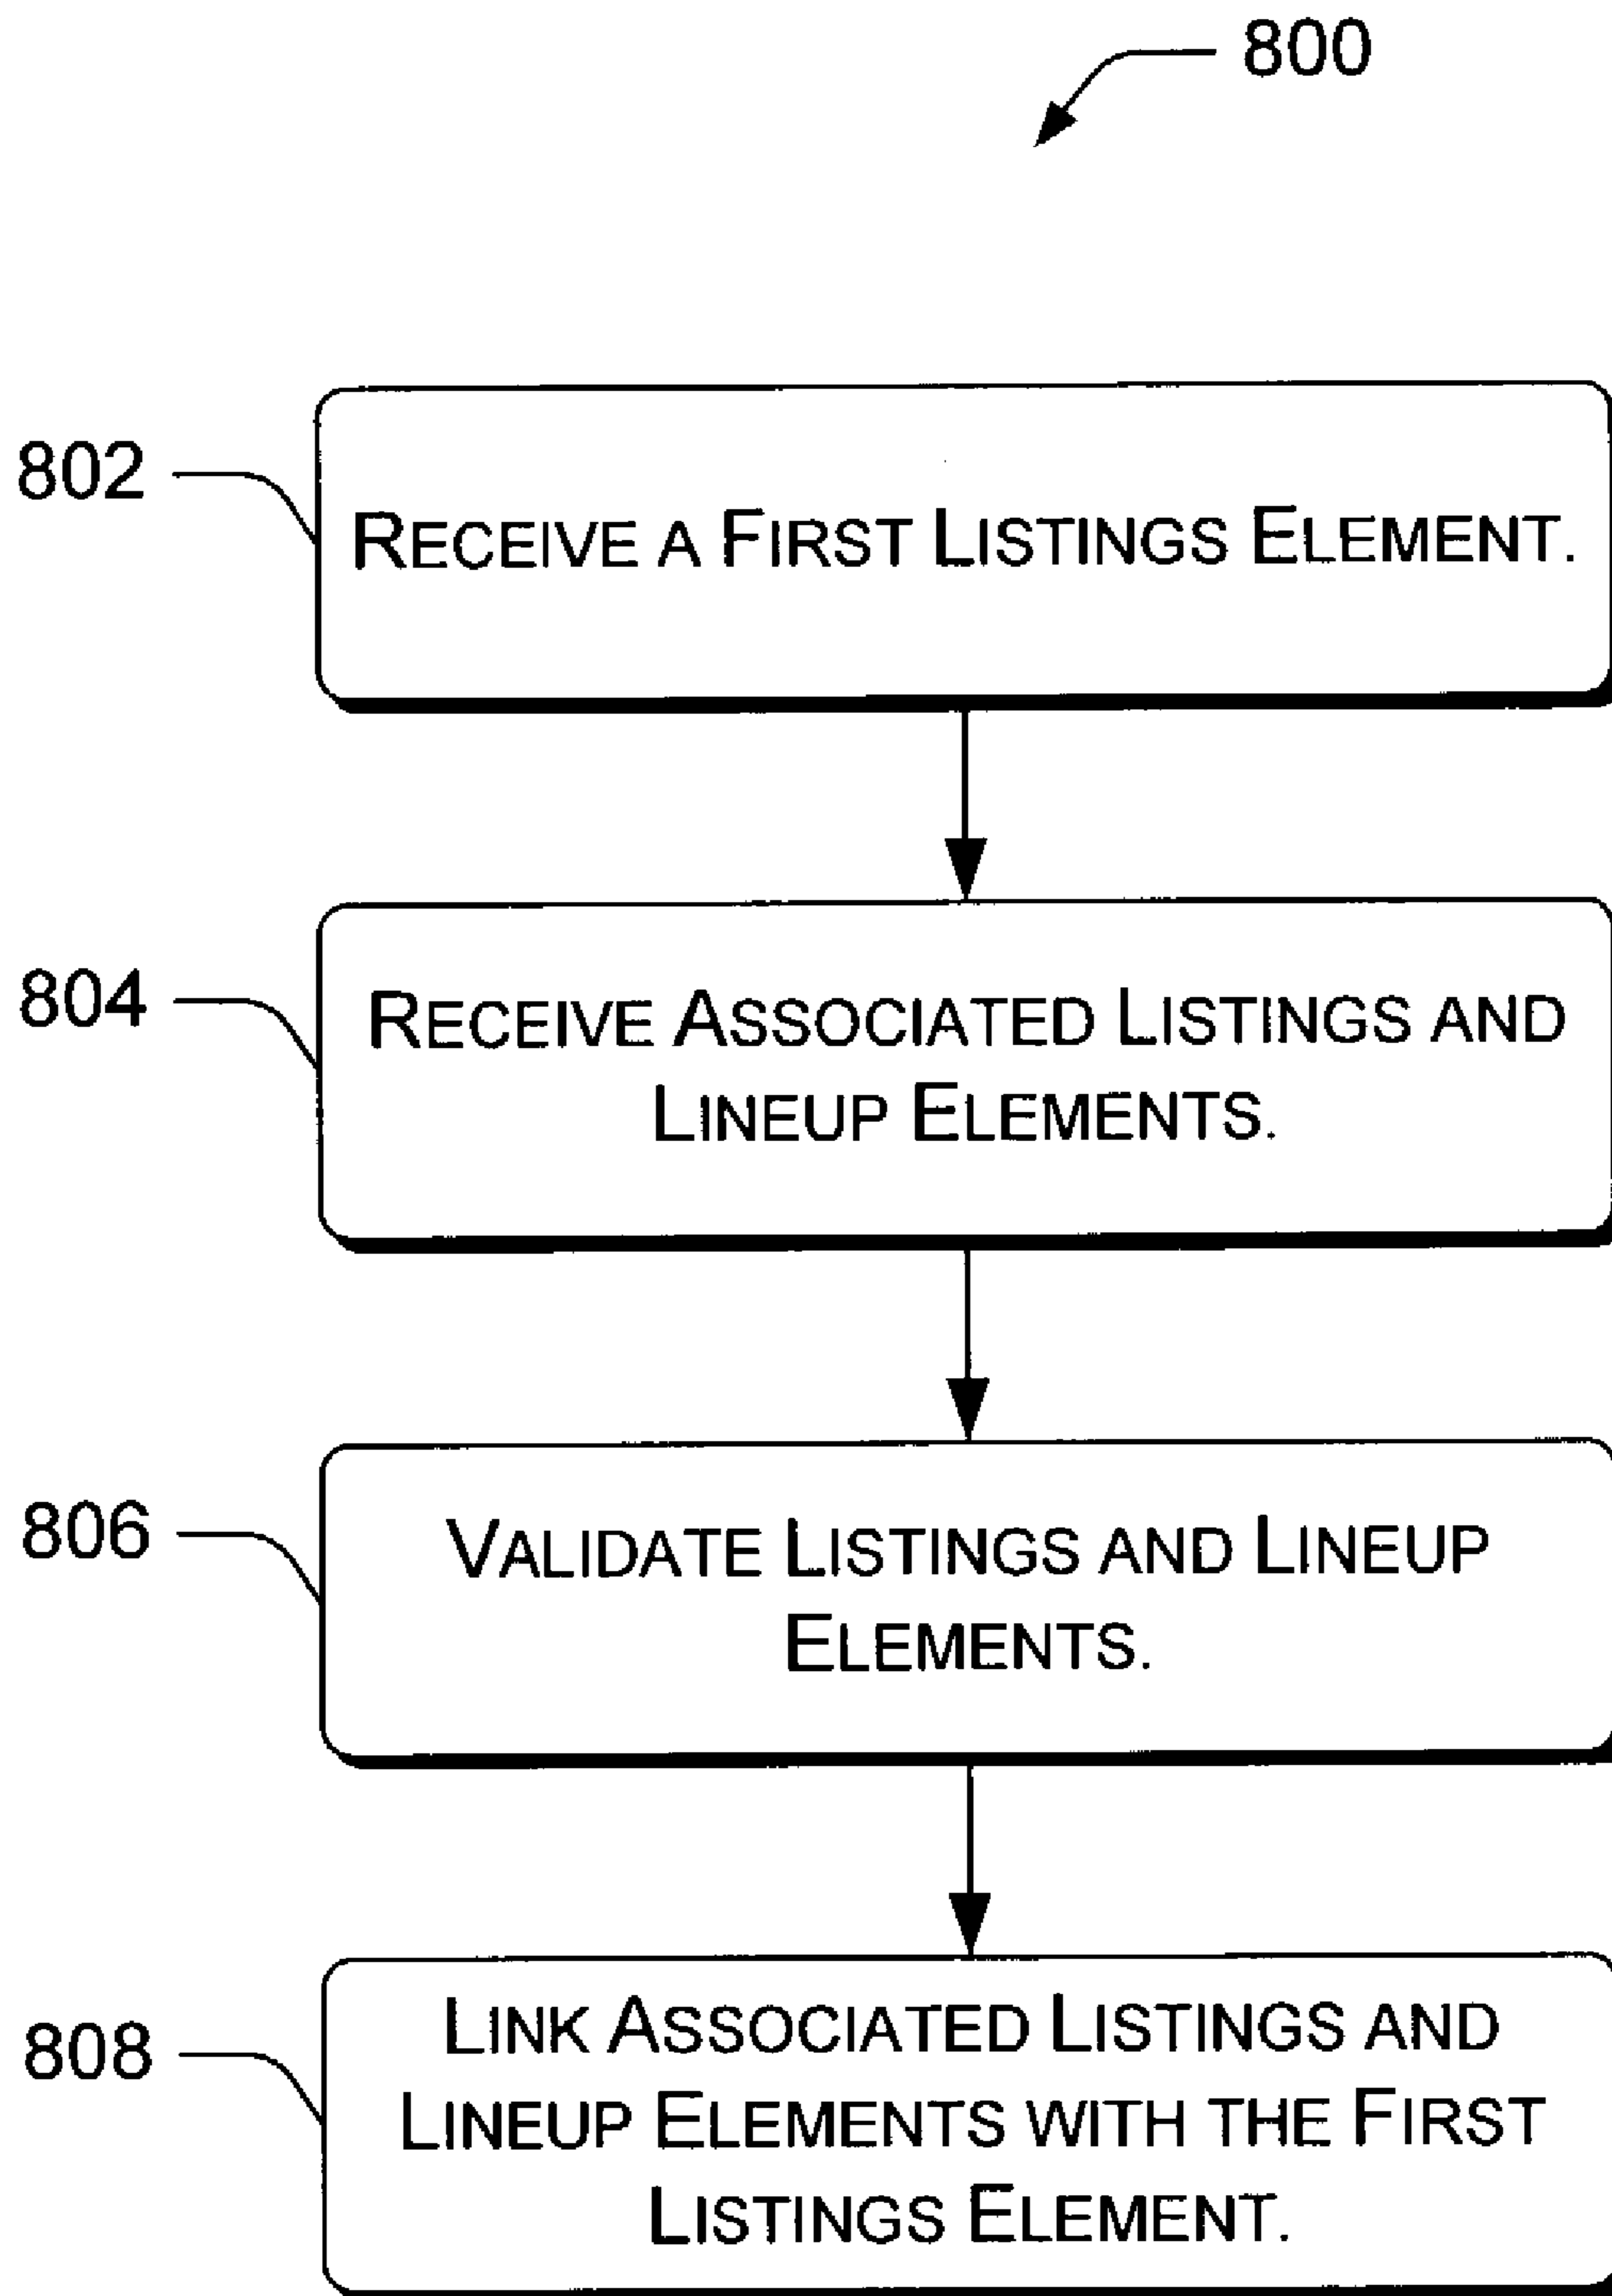 800
802
RECEIVE A FIRST LISTINGS ELEMENT.
804
RECEIVE ASSOCIATED LISTINGS AND
LINEUP ELEMENTS.
806
VALIDATE LISTINGS AND LINEUP
ELEMENTS.
808
LINK ASSOCIATED LISTINGS AND
LINEUP ELEMENTS WITH THE FIRST
LISTINGS ELEMENT.